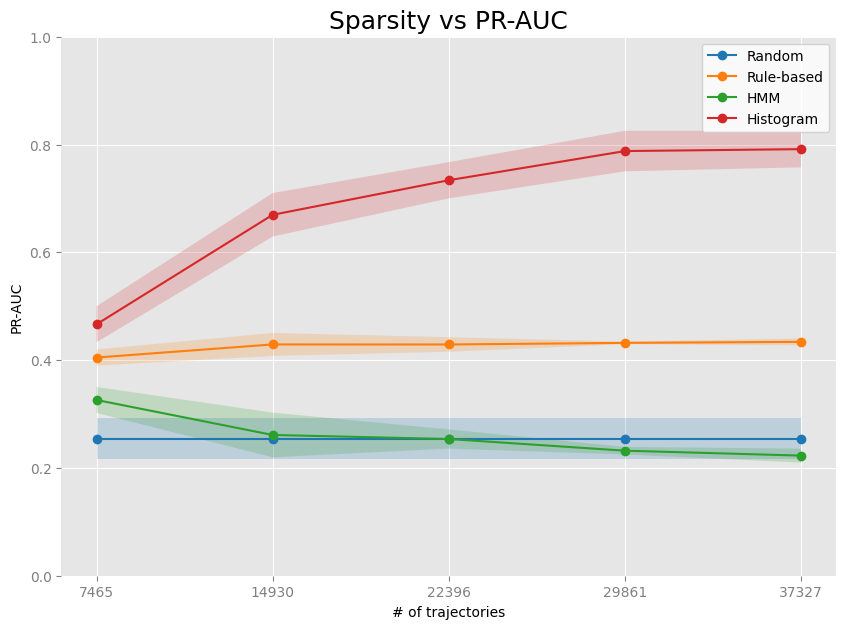 Sparsity vs PR-AUC
Random
Rule-based
HMM
Histogram
PR-AUC
1.0
0.8
0.6
0.4
0.2
0.0
7465 14930 22396 29861 37327
# of trajectories